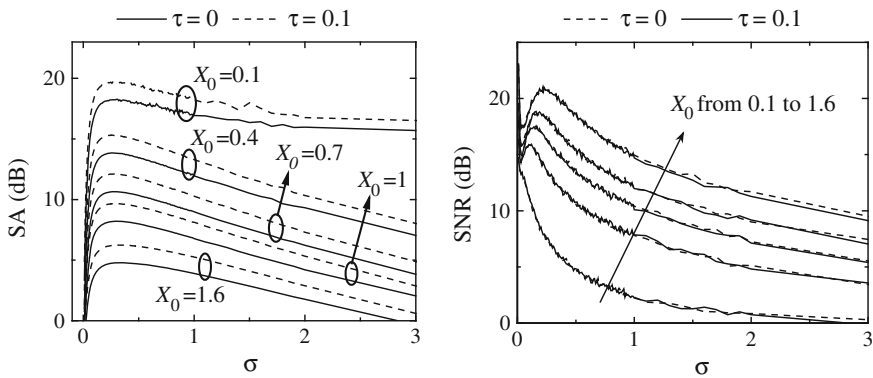 τ = 0 τ = 0.1
SA (dB)
20
10
0
X₀=0.1
X₀=0.4
X₀=0.7
X₀=1
X₀=1.6
0 1 2 3
σ
τ = 0 τ = 0.1
SNR (dB)
20
10
0
X₀ from 0.1 to 1.6
0 1 2 3
σ